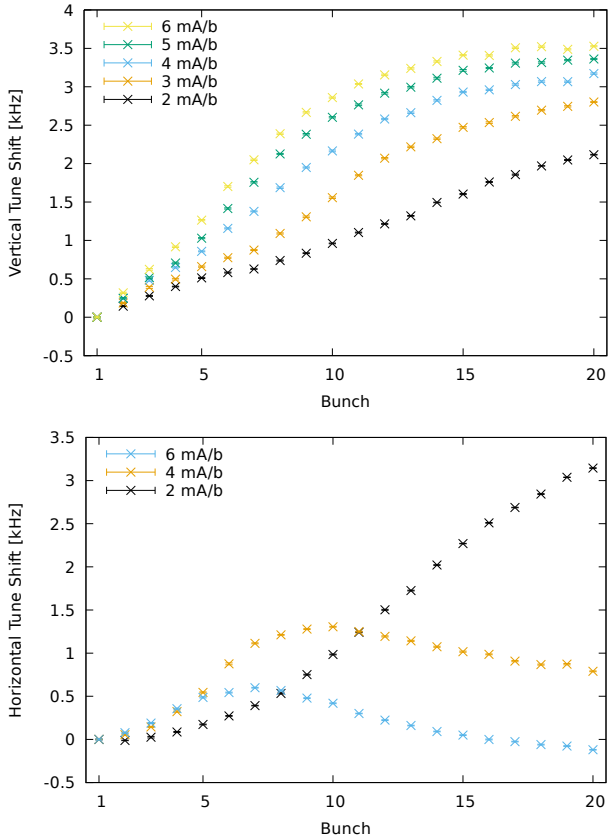 4
3.5
3
2.5
2
1.5
1
0.5
0
-0.5
Vertical Tune Shift [kHz]
6 mA/b
5 mA/b
4 mA/b
3 mA/b
2 mA/b
1 5 10 15 20
Bunch
3.5
3
2.5
2
1.5
1
0.5
0
-0.5
Horizontal Tune Shift [kHz]
6 mA/b
4 mA/b
2 mA/b
1 5 10 15 20
Bunch